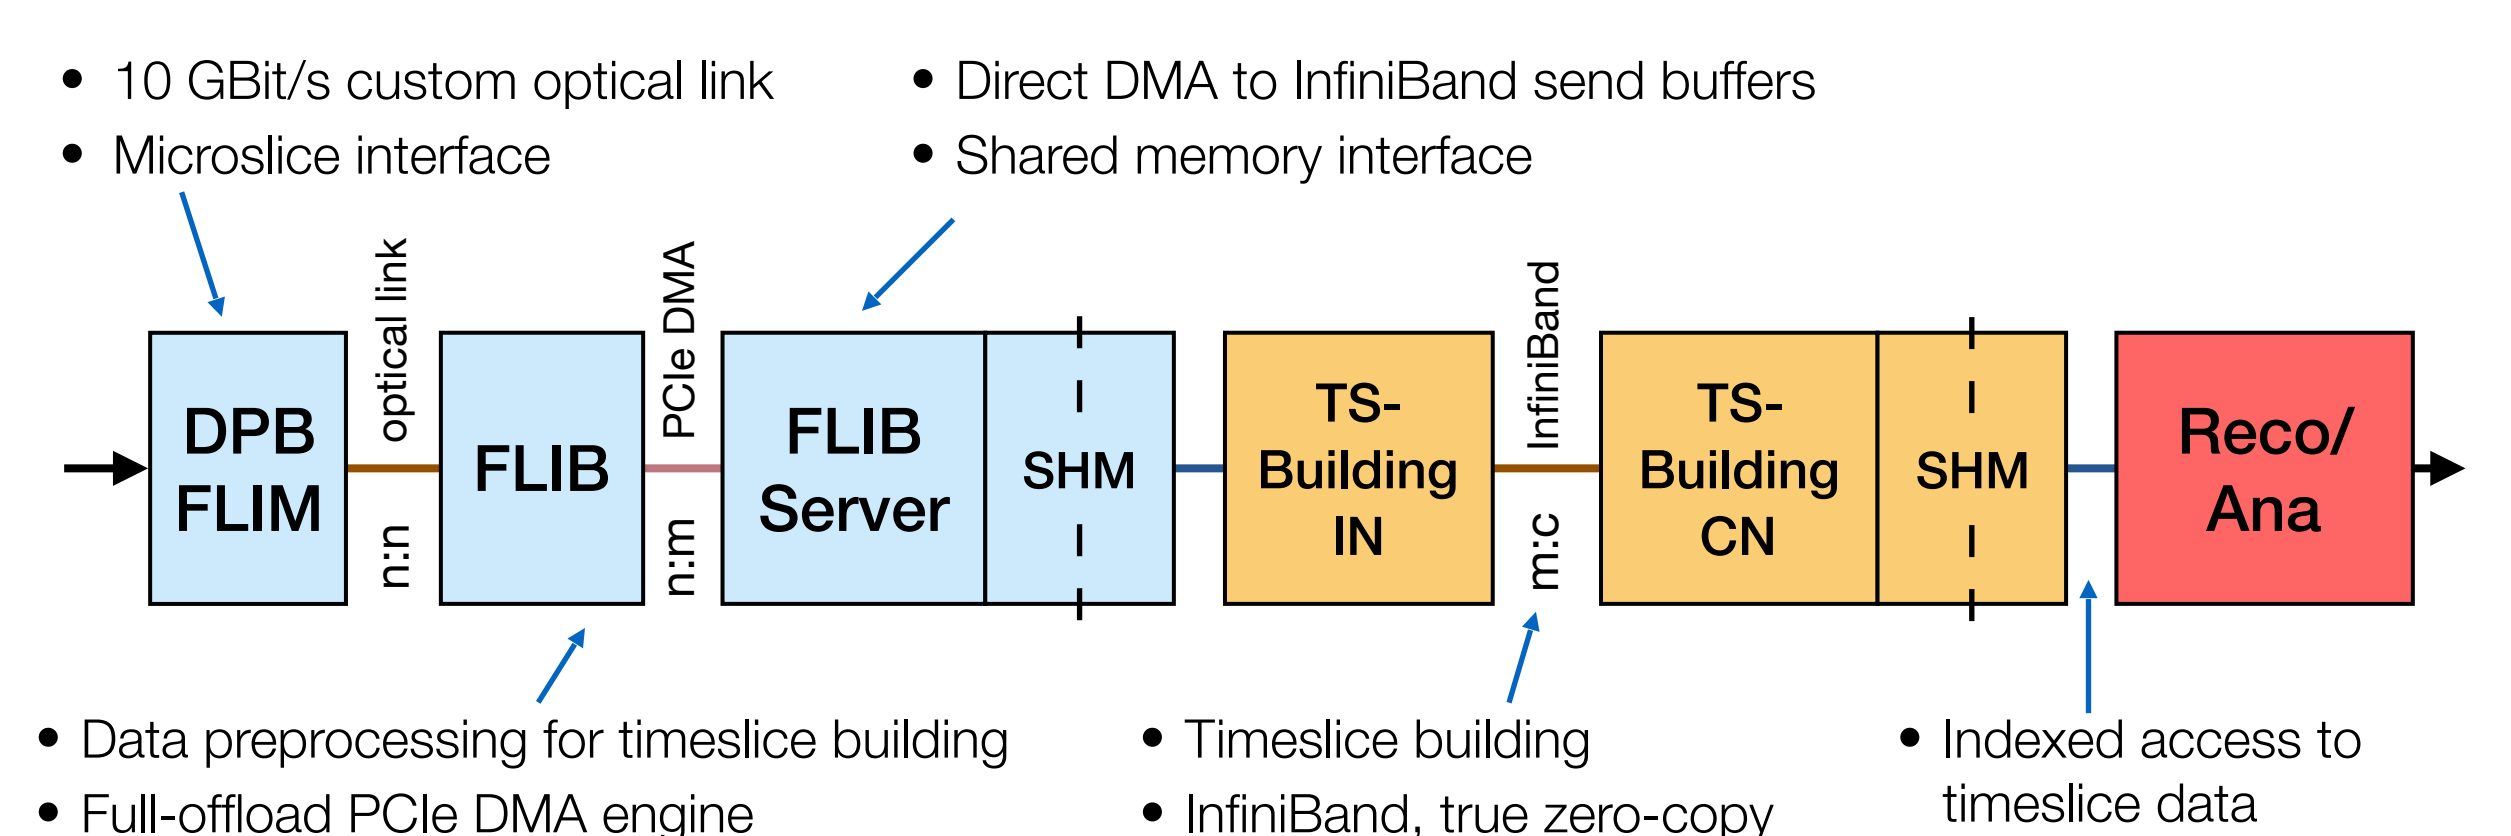 • 10 GBit/s custom optical link
• Microslice interface
• Direct DMA to InfiniBand send buffers
• Shared memory interface
DPB
FLIM
optical link
n:n
FLIB
PCIe DMA
n:m
FLIB
Server
SHM
TS-
Building
IN
InfiniBand
m:c
TS-
Building
CN
SHM
Reco/
Ana
• Data preprocessing for timeslice building
• Full-offload PCIe DMA engine
• Timeslice building
• InfiniBand, true zero-copy
• Indexed access to
timeslice data